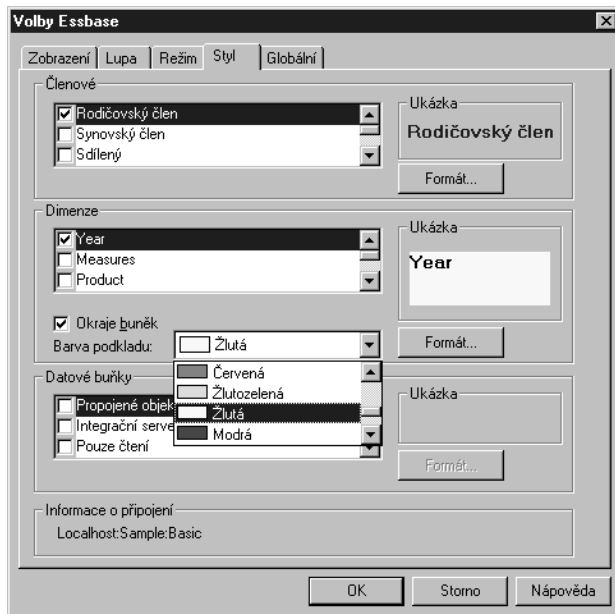 Volby Essbase
Zobrazení Lupa Režim Styl Globální
Členové
Rodičovský člen
Synovský člen
Sdílený
Ukázka
Rodičovský člen
Formát...
Dimenze
Year
Measures
Product
Ukázka
Year
Okraje buněk
Barva podkladu: Žlutá
Formát...
Červená
Žlutozelená
Žlutá
Modrá
Datové buňky
Propojené objek
Integrační serve
Pouze čtení
Ukázka
Formát...
Informace o připojení
Localhost:Sample:Basic
OK Storno Nápověda